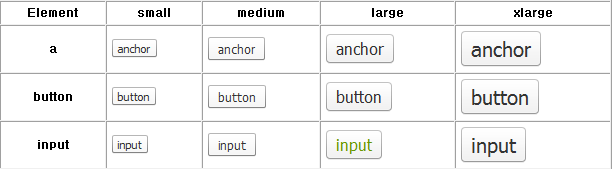 Element small medium large xlarge
a anchor anchor anchor anchor
button button button button button
input input input input input